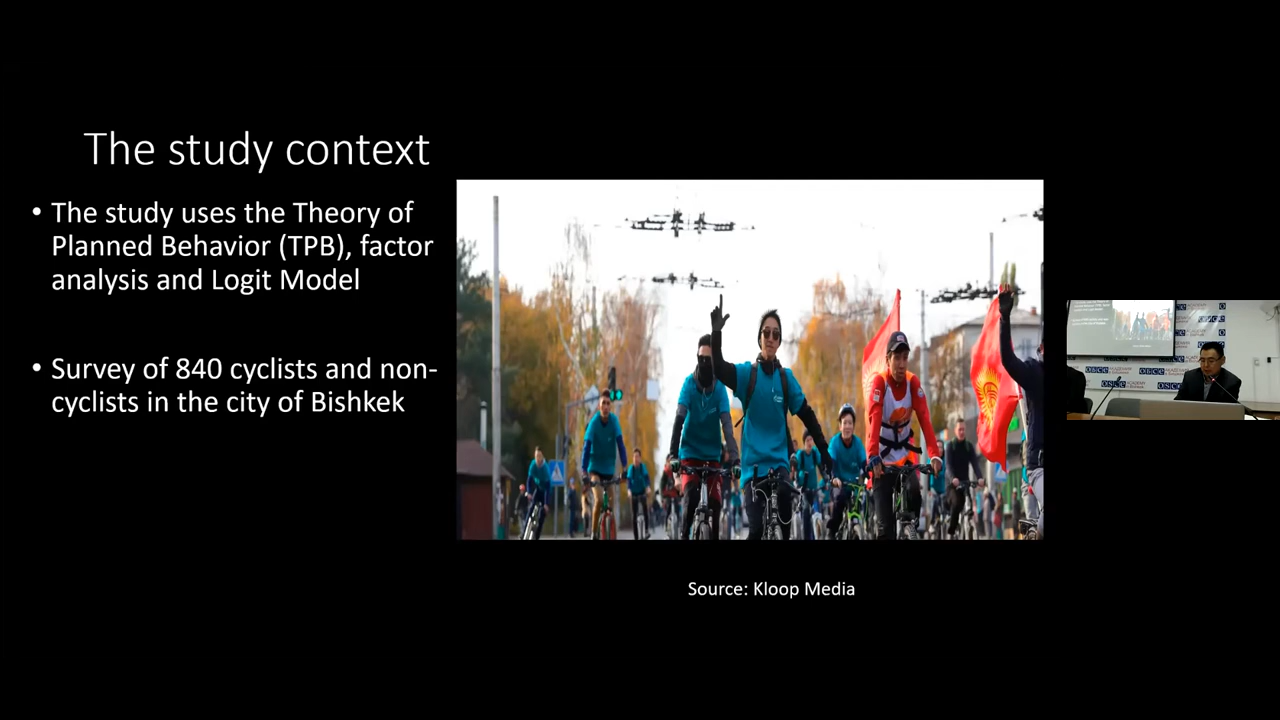 The study context
• The study uses the Theory of
Planned Behavior (TPB), factor
analysis and Logit Model
• Survey of 840 cyclists and non-
cyclists in the city of Bishkek
Source: Kloop Media